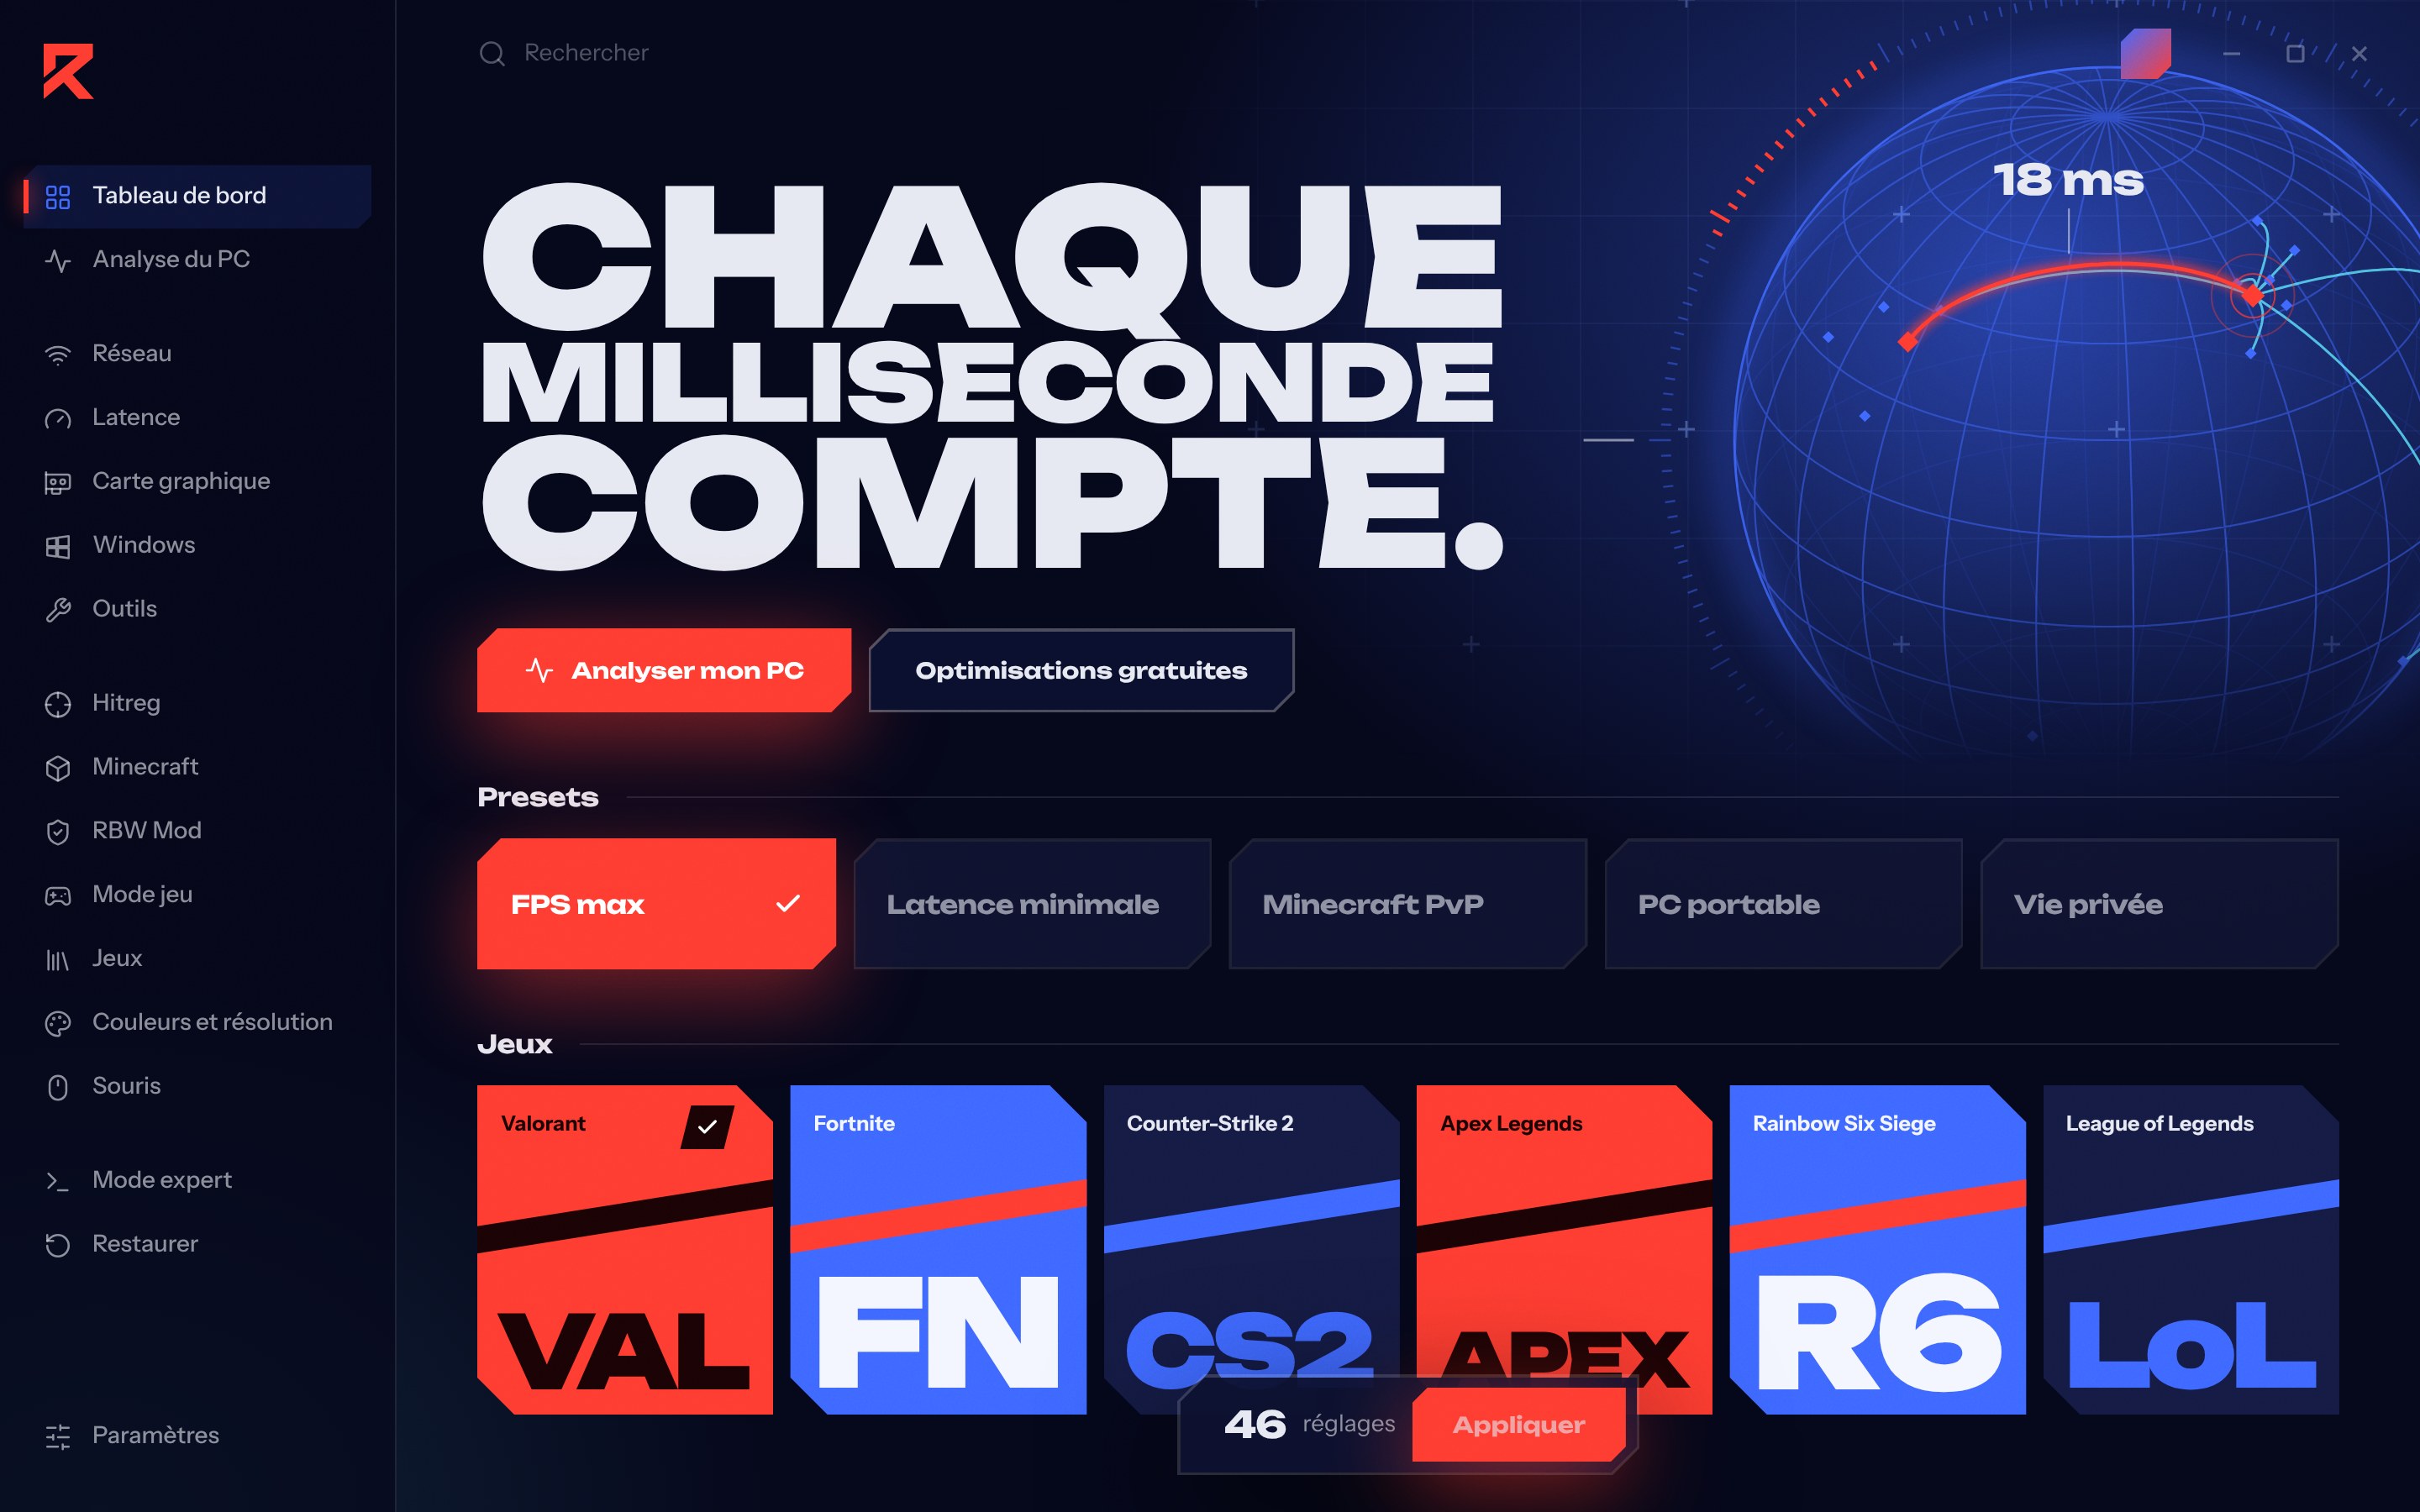 Rechercher
Tableau de bord
Analyse du PC
Réseau
Latence
Carte graphique
Windows
Outils
Hitreg
Minecraft
RBW Mod
Mode jeu
Jeux
Couleurs et résolution
Souris
Mode expert
Restaurer
Paramètres
18 ms
CHAQUE
MILLISECONDE
COMPTE.
Analyser mon PC
Optimisations gratuites
Presets
FPS max
Latence minimale
Minecraft PvP
PC portable
Vie privée
Jeux
Valorant
VAL
Fortnite
FN
Counter-Strike 2
CS2
Apex Legends
APEX
Rainbow Six Siege
R6
League of Legends
LoL
46 réglages
Appliquer